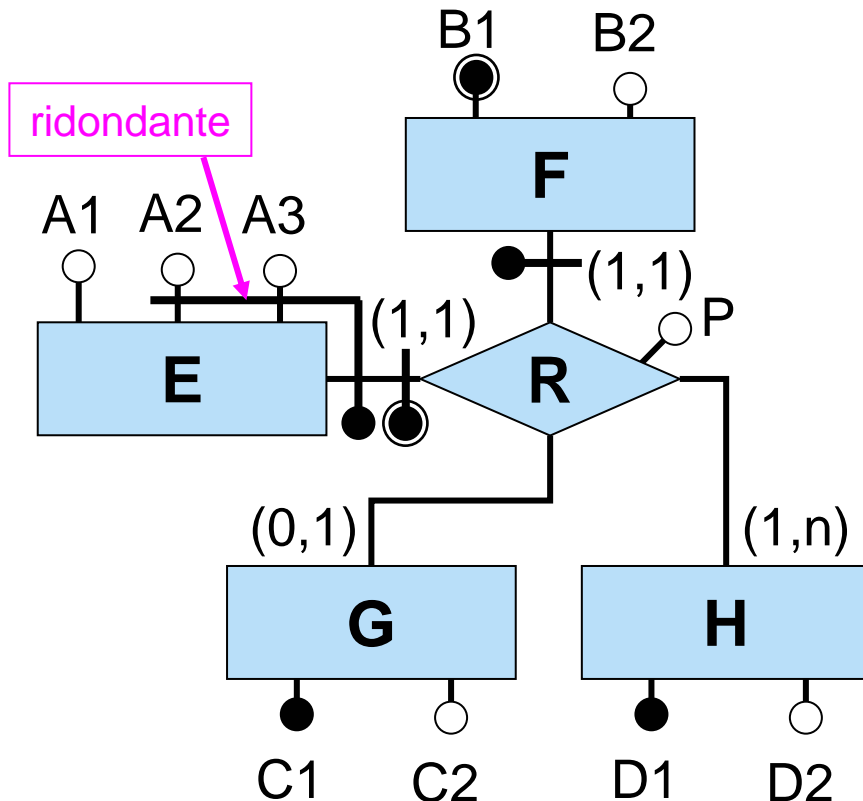 B1
B2
ridondante
F
A1
A2
A3
(1,1)
(1,1)
P
E
R
(0,1)
(1,n)
G
H
C1
C2
D1
D2